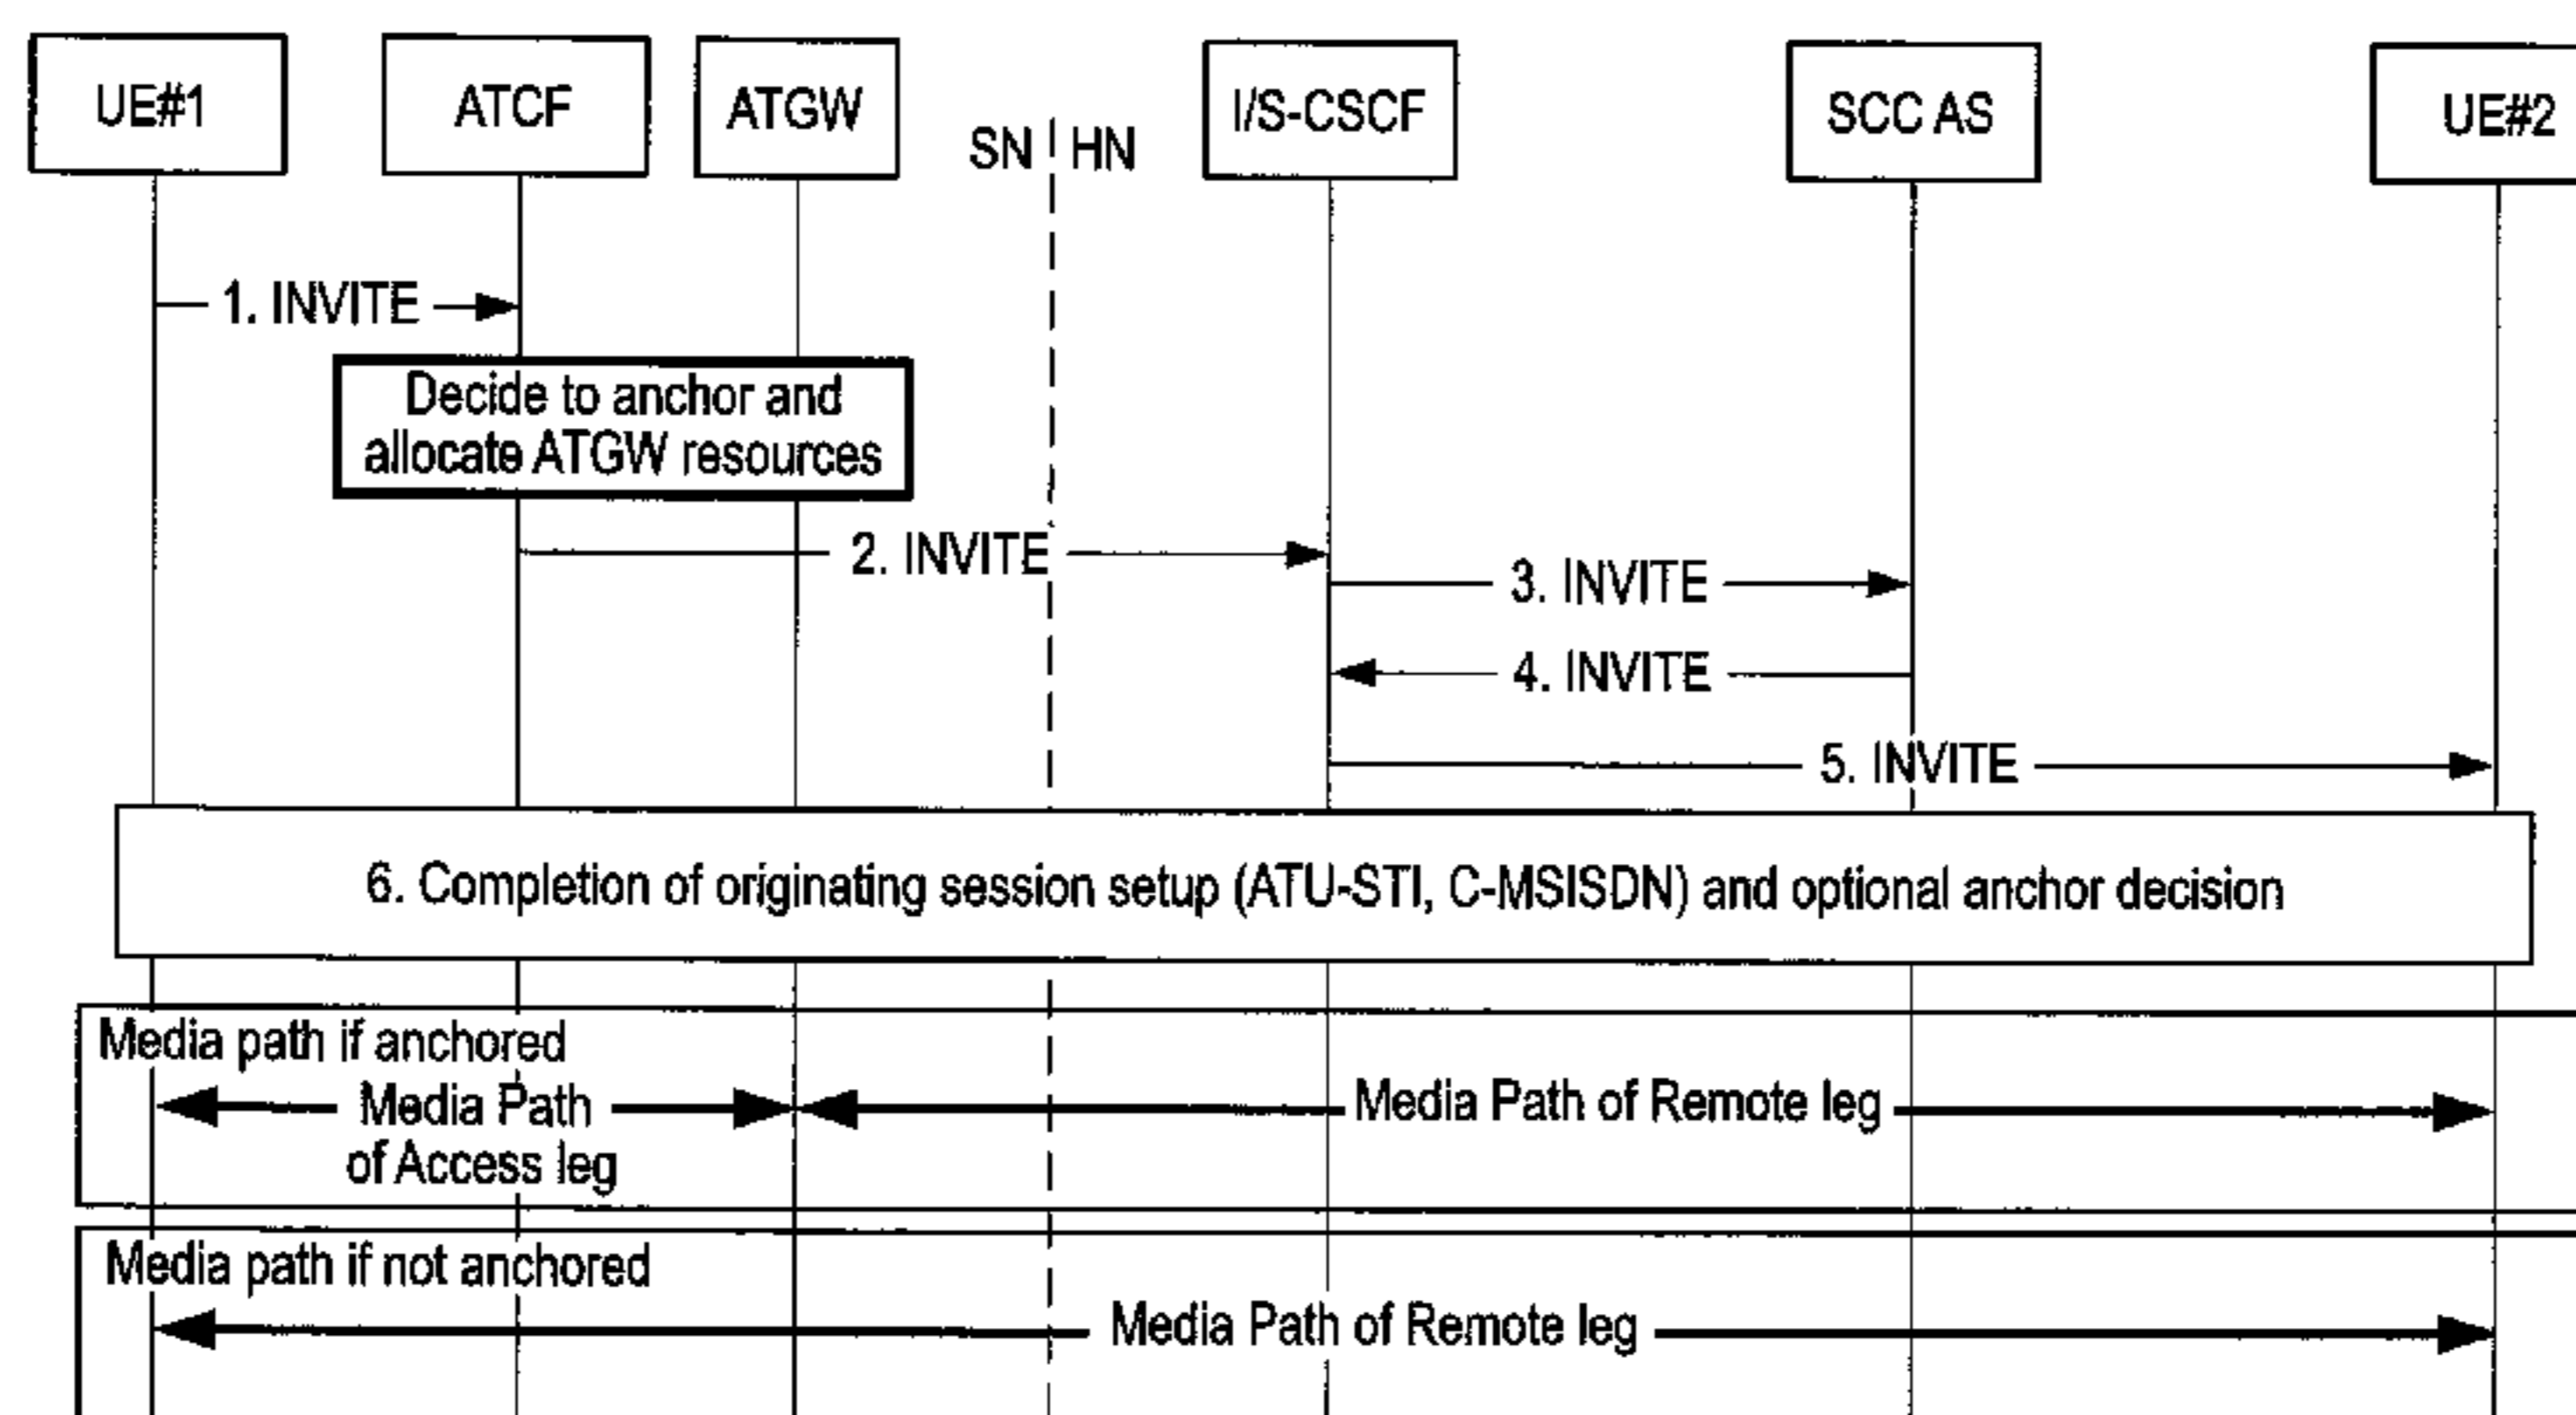 UE#1
ATCF
ATGW
SN
HN
I/S-CSCF
SCC AS
UE#2
1. INVITE
Decide to anchor and
allocate ATGW resources
2. INVITE
3. INVITE
4. INVITE
5. INVITE
6. Completion of originating session setup (ATU-STI, C-MSISDN) and optional anchor decision
Media path if anchored
Media Path
of Access leg
Media Path of Remote leg
Media path if not anchored
Media Path of Remote leg